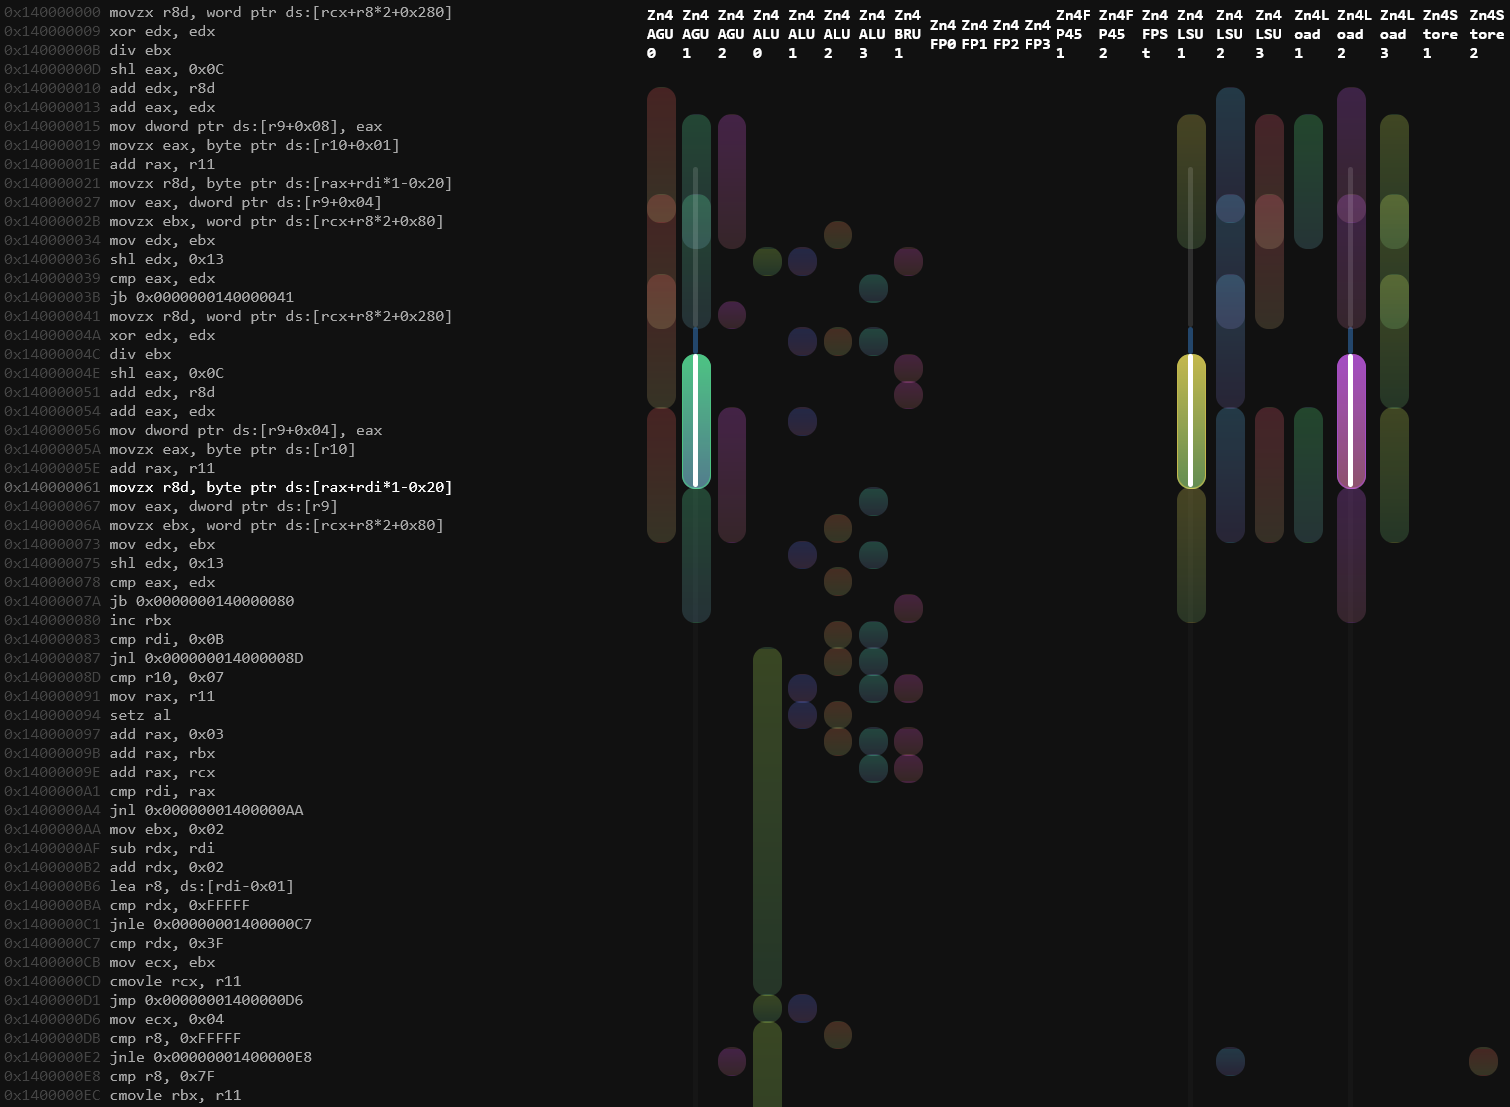 Zn4 Zn4 Zn4 Zn4 Zn4 Zn4 Zn4 Zn4 Zn4 Zn4 Zn4 Zn4 Zn4F Zn4F Zn4 Zn4 Zn4 Zn4 Zn4L Zn4L Zn4L Zn4S Zn4S
AGU AGU AGU ALU ALU ALU ALU BRU FP0 FP1 FP2 FP3 P45 P45 FPS LSU LSU LSU oad oad oad tore tore
0 1 2 0 1 2 3 1 1 2 t 1 2 3 1 2 3 1 2
0x140000000 movzx r8d, word ptr ds:[rcx+r8*2+0x280]
0x140000009 xor edx, edx
0x14000000B div ebx
0x14000000D shl eax, 0x0C
0x140000010 add edx, r8d
0x140000013 add eax, edx
0x140000015 mov dword ptr ds:[r9+0x08], eax
0x140000019 movzx eax, byte ptr ds:[r10+0x01]
0x14000001E add rax, r11
0x140000021 movzx r8d, byte ptr ds:[rax+rdi*1-0x20]
0x140000027 mov eax, dword ptr ds:[r9+0x04]
0x14000002B movzx ebx, word ptr ds:[rcx+r8*2+0x80]
0x140000034 mov edx, ebx
0x140000036 shl edx, 0x13
0x140000039 cmp eax, edx
0x14000003B jb 0x0000000140000041
0x140000041 movzx r8d, word ptr ds:[rcx+r8*2+0x280]
0x14000004A xor edx, edx
0x14000004C div ebx
0x14000004E shl eax, 0x0C
0x140000051 add edx, r8d
0x140000054 add eax, edx
0x140000056 mov dword ptr ds:[r9+0x04], eax
0x14000005A movzx eax, byte ptr ds:[r10]
0x14000005E add rax, r11
0x140000061 movzx r8d, byte ptr ds:[rax+rdi*1-0x20]
0x140000067 mov eax, dword ptr ds:[r9]
0x14000006A movzx ebx, word ptr ds:[rcx+r8*2+0x80]
0x140000073 mov edx, ebx
0x140000075 shl edx, 0x13
0x140000078 cmp eax, edx
0x14000007A jb 0x0000000140000080
0x140000080 inc rbx
0x140000083 cmp rdi, 0x0B
0x140000087 jnl 0x000000014000008D
0x14000008D cmp r10, 0x07
0x140000091 mov rax, r11
0x140000094 setz al
0x140000097 add rax, 0x03
0x14000009B add rax, rbx
0x14000009E add rax, rcx
0x1400000A1 cmp rdi, rax
0x1400000A4 jnl 0x00000001400000AA
0x1400000AA mov ebx, 0x02
0x1400000AF sub rdx, rdi
0x1400000B2 add rdx, 0x02
0x1400000B6 lea r8, ds:[rdi-0x01]
0x1400000BA cmp rdx, 0xFFFFF
0x1400000C1 jnle 0x00000001400000C7
0x1400000C7 cmp rdx, 0x3F
0x1400000CB mov ecx, ebx
0x1400000CD cmovle rcx, r11
0x1400000D1 jmp 0x00000001400000D6
0x1400000D6 mov ecx, 0x04
0x1400000DB cmp r8, 0xFFFFF
0x1400000E2 jnle 0x00000001400000E8
0x1400000E8 cmp r8, 0x7F
0x1400000EC cmovle rbx, r11